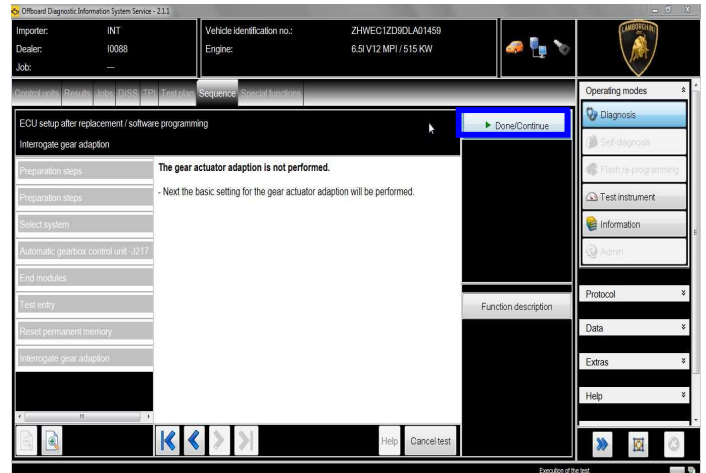 Offboard Diagnostic Information System Service - 2.1.1
Importer: INT
Dealer: I0088
Job: ---
Vehicle identification no.: ZHWEC1ZD9DLA01459
Engine: 6.5l V12 MPI / 515 KW
LAMBORGHINI
Control units Results Jobs DISS TPI Test plan Sequence Special functions
ECU setup after replacement / software programming
Interrogate gear adaption
Done/Continue
Preparation steps
Preparation steps
Select system
Automatic gearbox control unit -J217
End modules
Test entry
Reset permanent memory
Interrogate gear adaption
The gear actuator adaption is not performed.
- Next the basic setting for the gear actuator adaption will be performed.
Function description
Help
Cancel test
Operating modes
Diagnosis
Self-diagnosis
Flash re-programming
Test instrument
Information
Admin
Protocol
Data
Extras
Help
Execution of the test